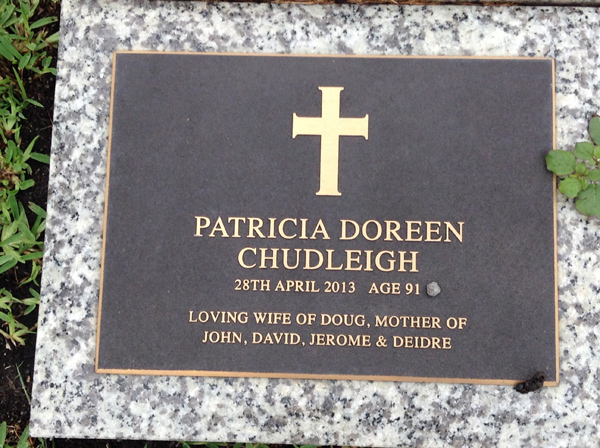 PATRICIA DOREEN
CHUDLEIGH
28TH APRIL 2013 AGE 91
LOVING WIFE OF DOUG, MOTHER OF
JOHN, DAVID, JEROME & DEIDRE